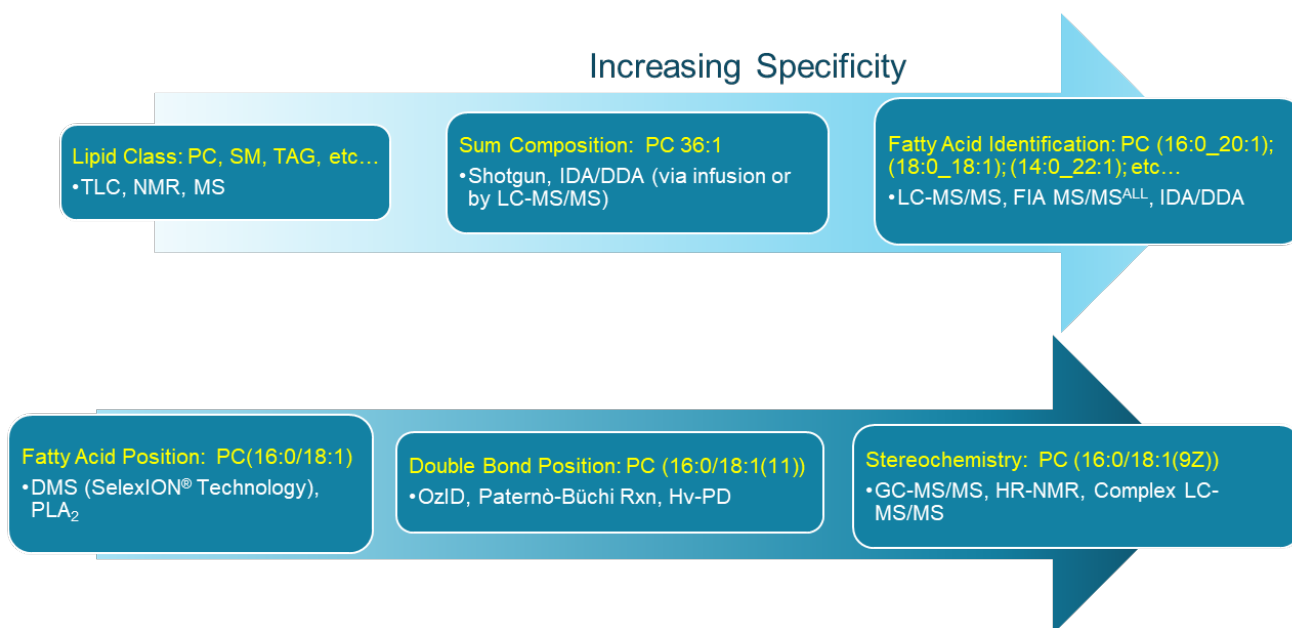 Increasing Specificity
Lipid Class: PC, SM, TAG, etc…
•TLC, NMR, MS
Sum Composition: PC 36:1
•Shotgun, IDA/DDA (via infusion or
by LC-MS/MS)
Fatty Acid Identification: PC (16:0_20:1);
(18:0_18:1); (14:0_22:1); etc…
•LC-MS/MS, FIA MS/MSᴬᴸᴸ, IDA/DDA
Fatty Acid Position: PC(16:0/18:1)
•DMS (SelexION® Technology),
PLA₂
Double Bond Position: PC (16:0/18:1(11))
•OzID, Paternò-Büchi Rxn, Hv-PD
Stereochemistry: PC (16:0/18:1(9Z))
•GC-MS/MS, HR-NMR, Complex LC-
MS/MS